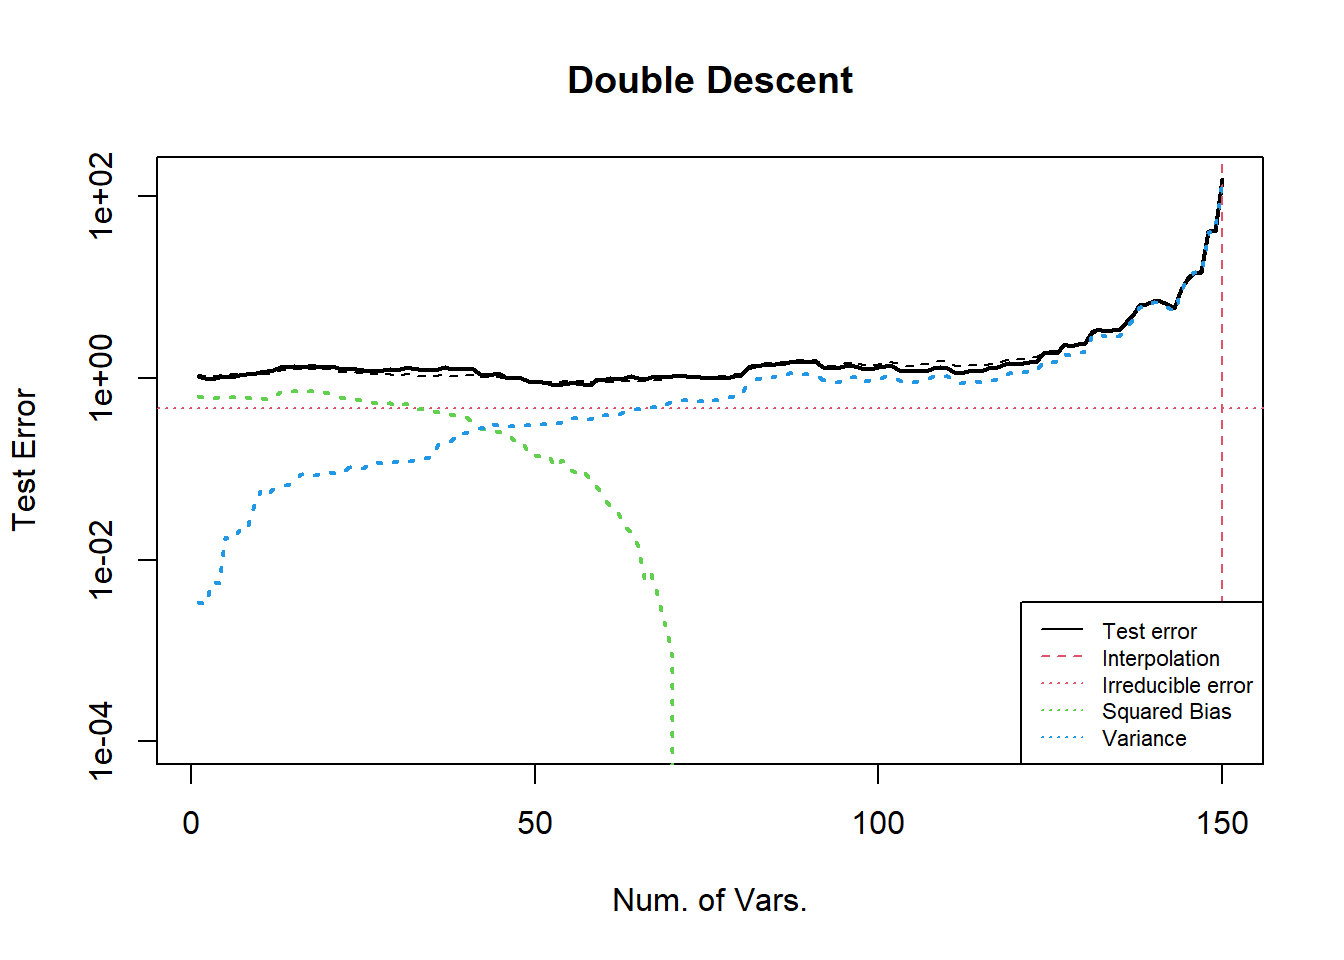 Double Descent
Test Error
1e+02
1e+00
1e-02
1e-04
Test error
Interpolation
Irreducible error
Squared Bias
Variance
0 50 100 150
Num. of Vars.